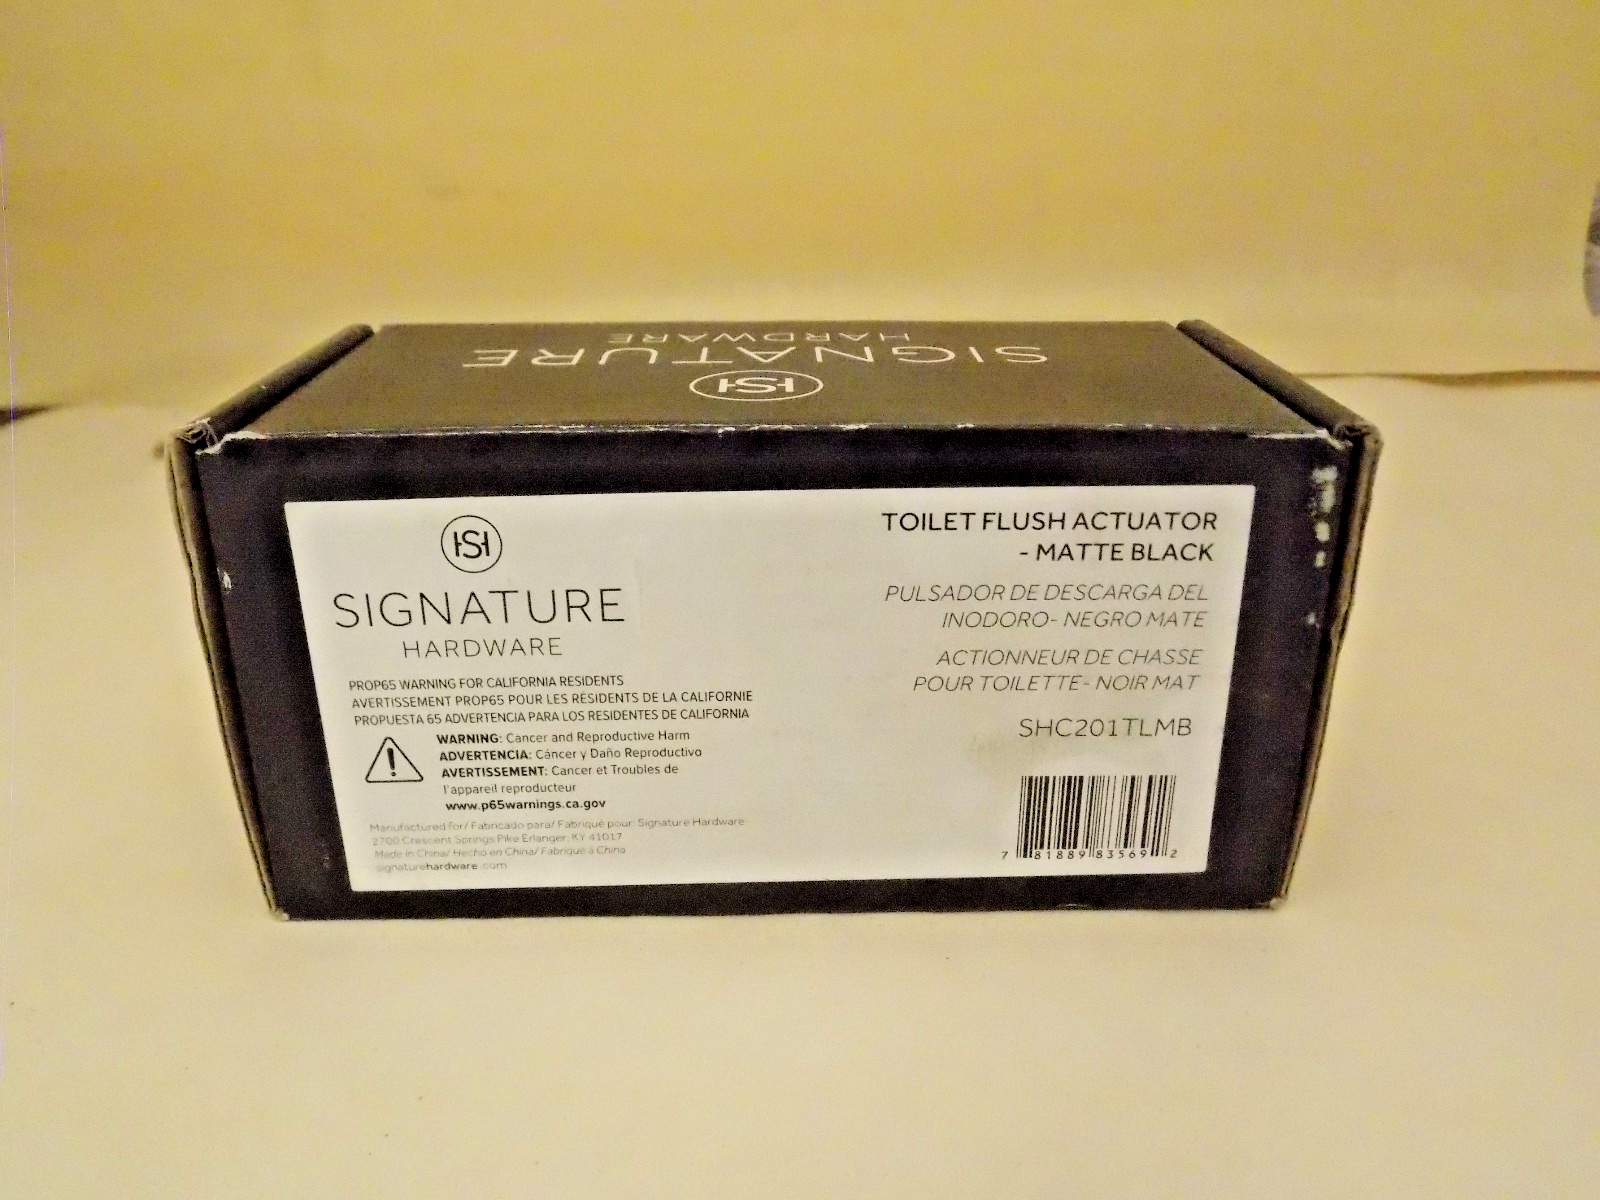 SIGNATURE
HARDWARE
HS
HS
SIGNATURE
HARDWARE
PROP65 WARNING FOR CALIFORNIA RESIDENTS
AVERTISSEMENT PROP65 POUR LES RÉSIDENTS DE LA CALIFORNIE
PROPUESTA 65 ADVERTENCIA PARA LOS RESIDENTES DE CALIFORNIA
WARNING: Cancer and Reproductive Harm
ADVERTENCIA: Cáncer y Daño Reproductivo
AVERTISSEMENT: Cancer et Troubles de
l'appareil reproducteur
www.p65warnings.ca.gov
Manufactured for/ Fabricado para/ Fabriqué pour: Signature Hardware
2700 Crescent Springs Pike Erlanger, KY 41017
Made in China/ Hecho en China/ Fabriqué à China
signaturehardware.com
TOILET FLUSH ACTUATOR
- MATTE BLACK
PULSADOR DE DESCARGA DEL
INODORO- NEGRO MATE
ACTIONNEUR DE CHASSE
POUR TOILETTE- NOIR MAT
SHC201TLMB
7 81889 83569 2